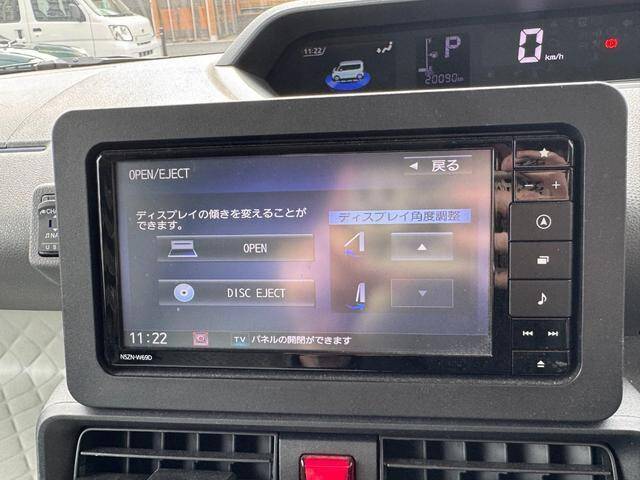 11:22
P
20090km
0
km/h
OPEN/EJECT
戻る
ディスプレイの傾きを変えることが
できます。
ディスプレイ角度調整
OPEN
DISC EJECT
11:22
TV パネルの開閉ができます
NSZN-W69D